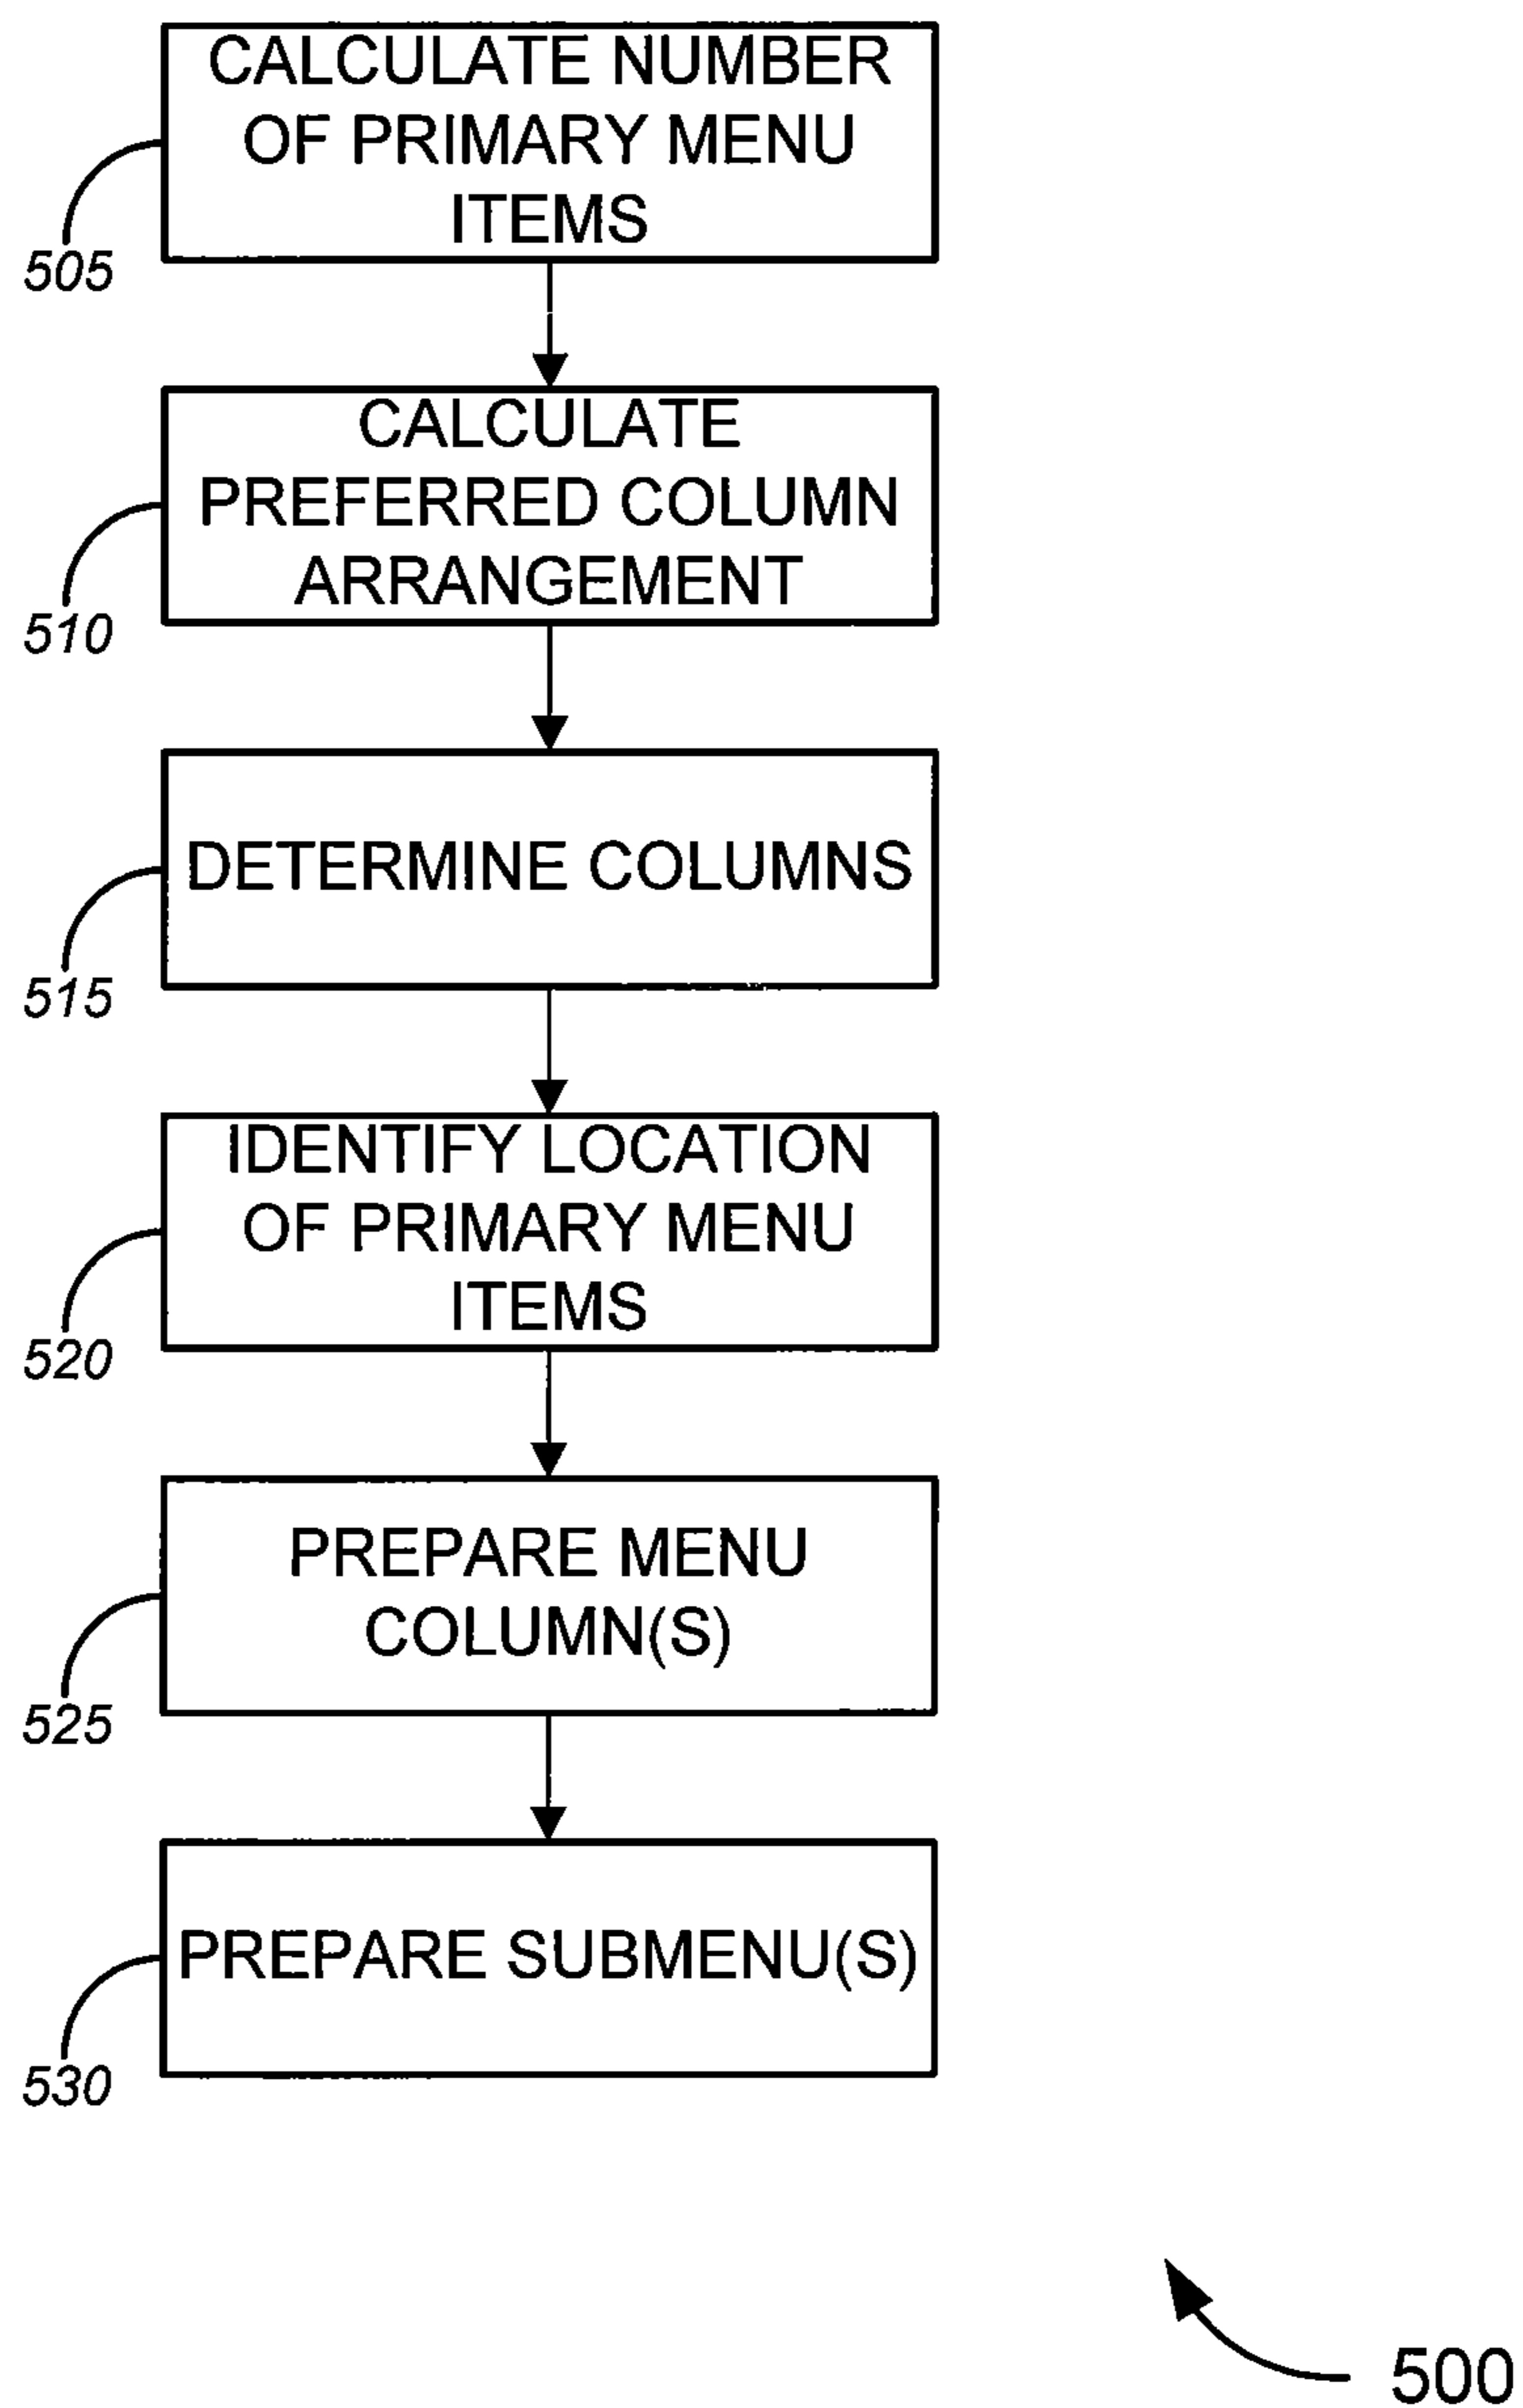 CALCULATE NUMBER
OF PRIMARY MENU
ITEMS
505
CALCULATE
PREFERRED COLUMN
ARRANGEMENT
510
DETERMINE COLUMNS
515
IDENTIFY LOCATION
OF PRIMARY MENU
ITEMS
520
PREPARE MENU
COLUMN(S)
525
PREPARE SUBMENU(S)
530
500